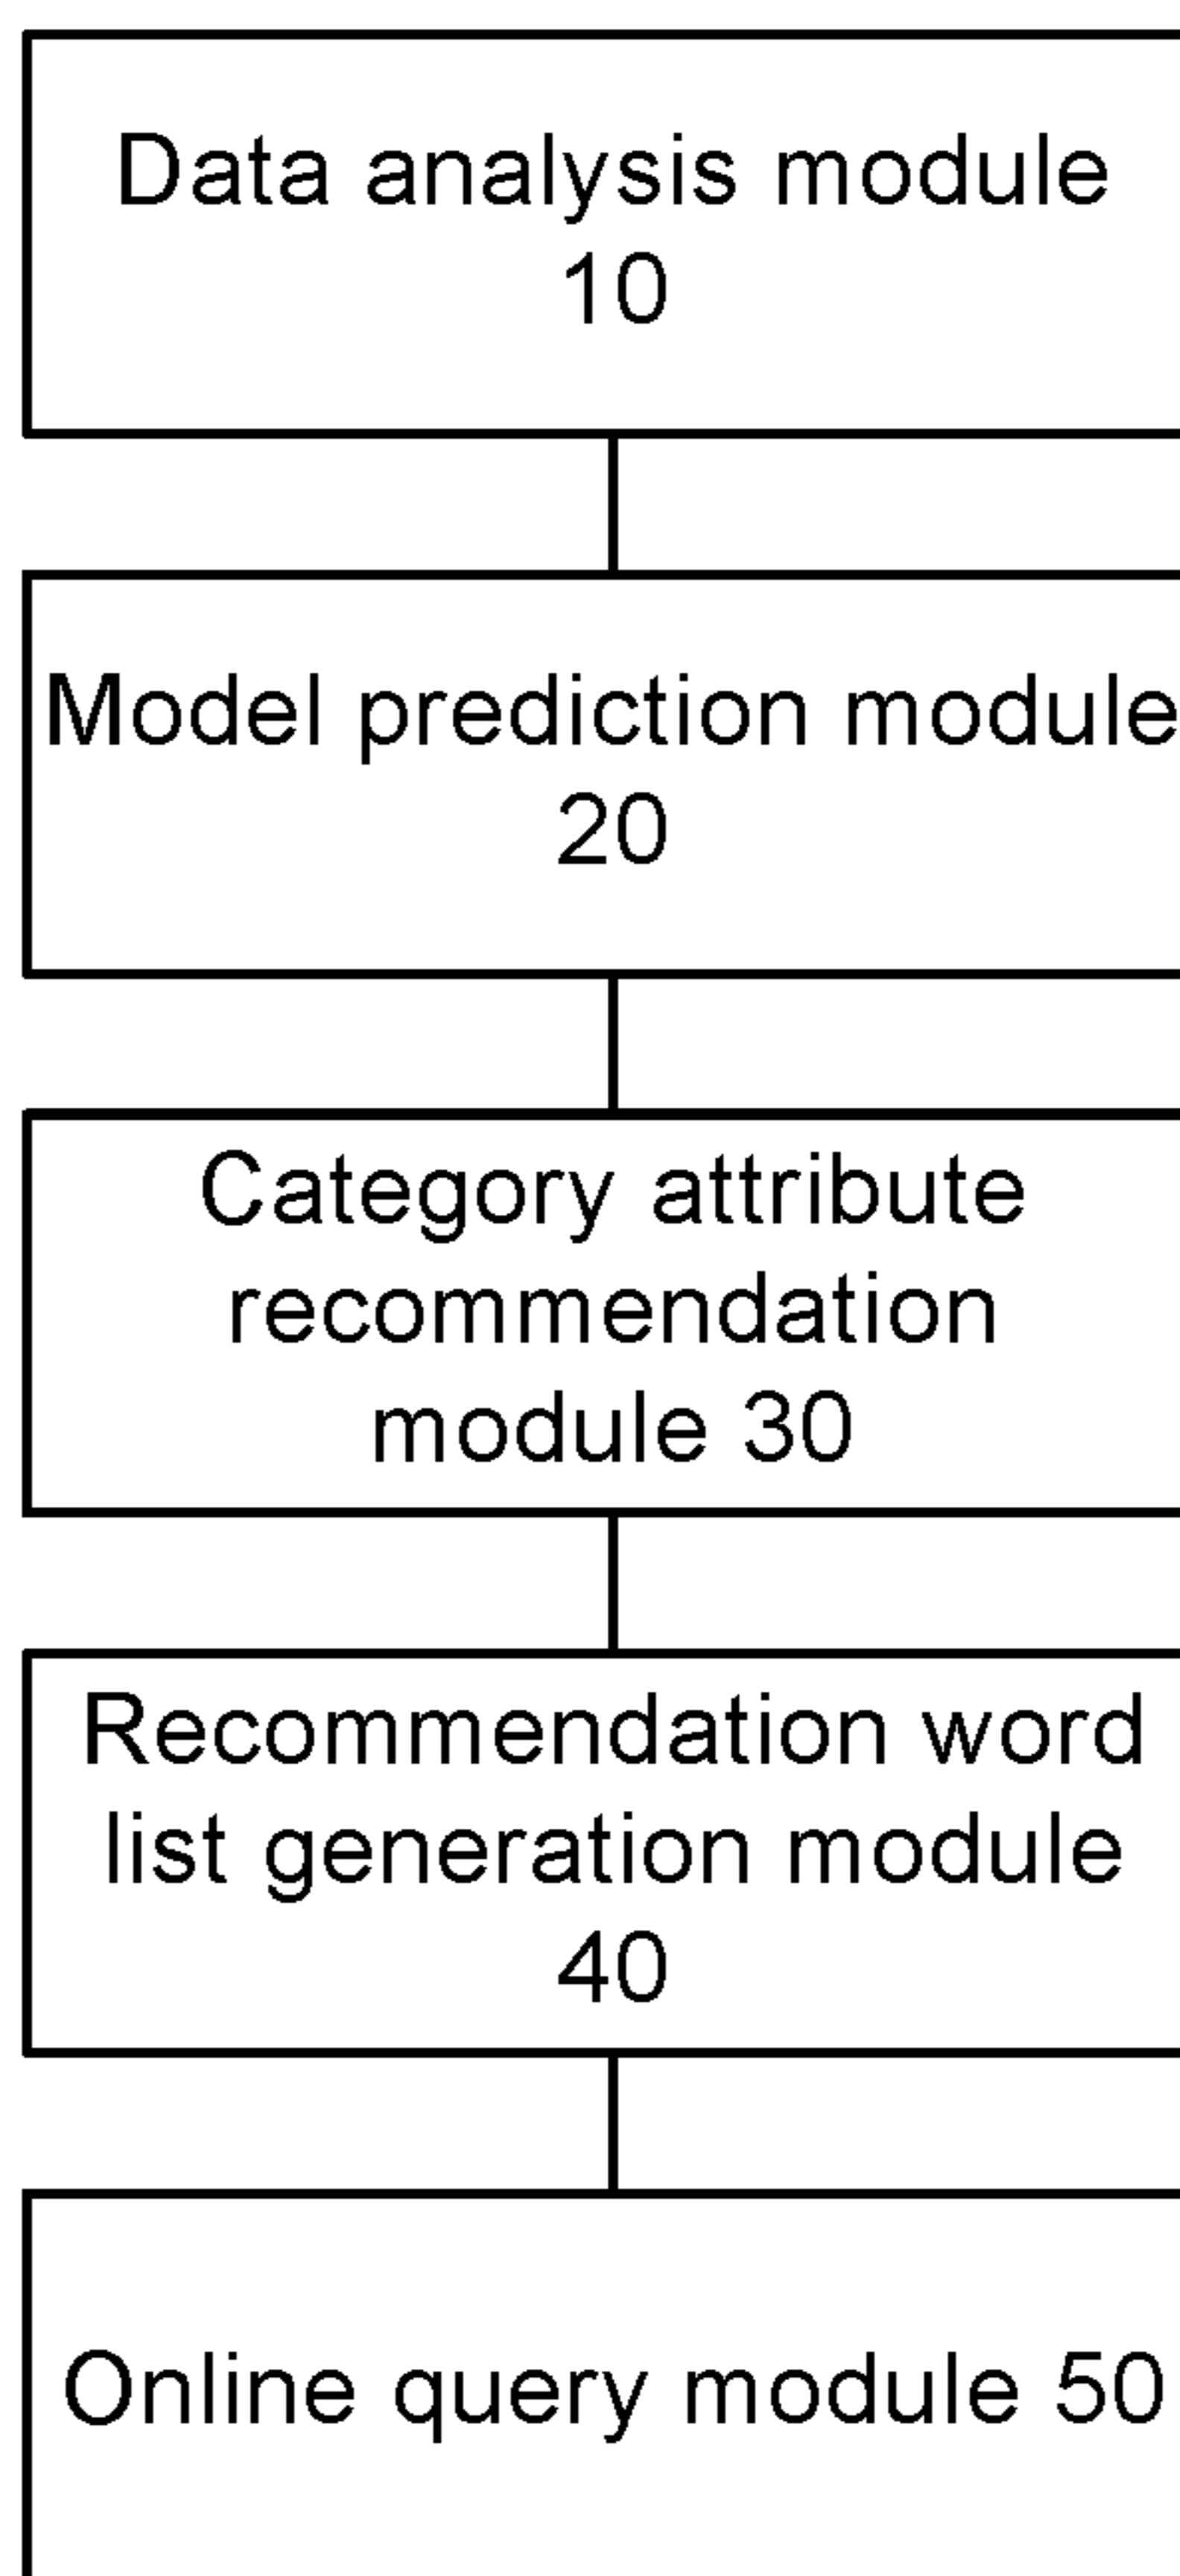 Data analysis module
10
Model prediction module
20
Category attribute
recommendation
module 30
Recommendation word
list generation module
40
Online query module 50